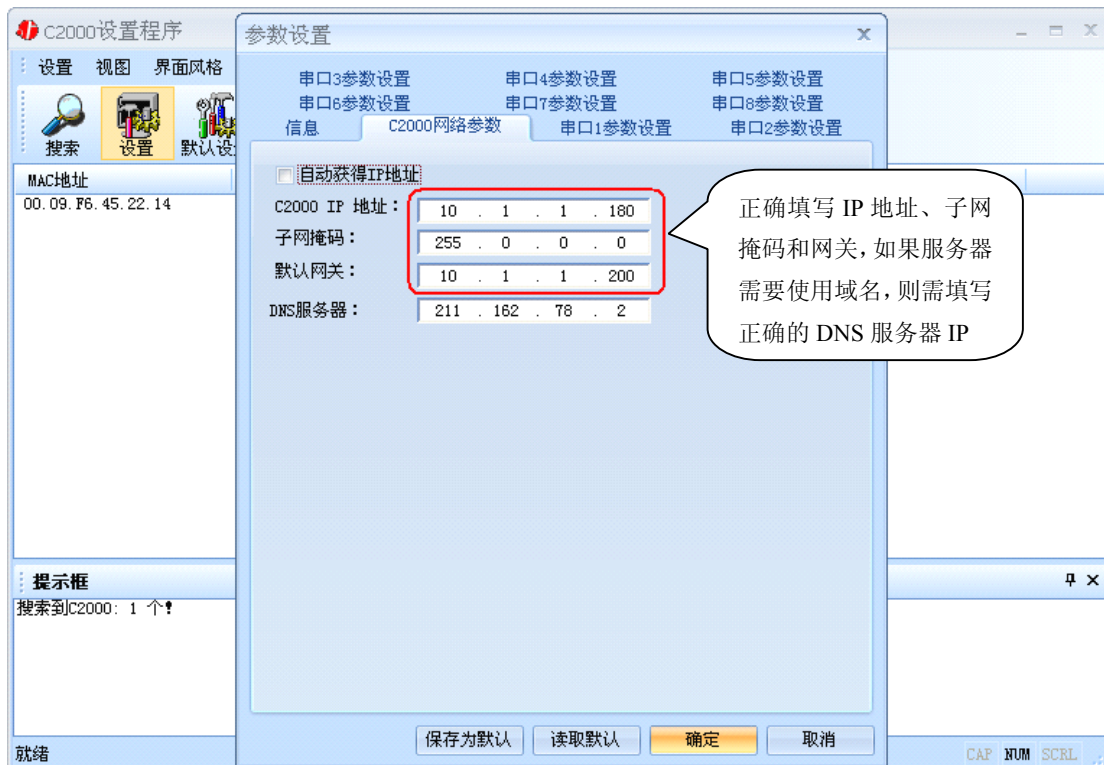 C2000设置程序
设置 视图 界面风格
搜索 设置 默认设
MAC地址
00.09.F6.45.22.14
提示框
搜索到C2000: 1 个!
就绪
参数设置
串口3参数设置 串口4参数设置 串口5参数设置
串口6参数设置 串口7参数设置 串口8参数设置
信息 C2000网络参数 串口1参数设置 串口2参数设置
自动获得IP地址
C2000 IP 地址: 10 . 1 . 1 . 180
子网掩码: 255 . 0 . 0 . 0
默认网关: 10 . 1 . 1 . 200
DNS服务器: 211 . 162 . 78 . 2
保存为默认 读取默认 确定 取消
正确填写 IP 地址、子网
掩码和网关,如果服务器
需要使用域名,则需填写
正确的 DNS 服务器 IP
CAP NUM SCRL